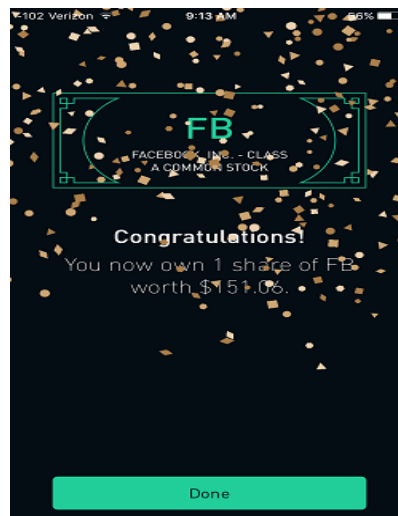 -102 Verizon 9:13 AM 56%
FB
FACEBOOK, INC. - CLASS
A COMMON STOCK
Congratulations!
You now own 1 share of FB
worth $151.06.
Done